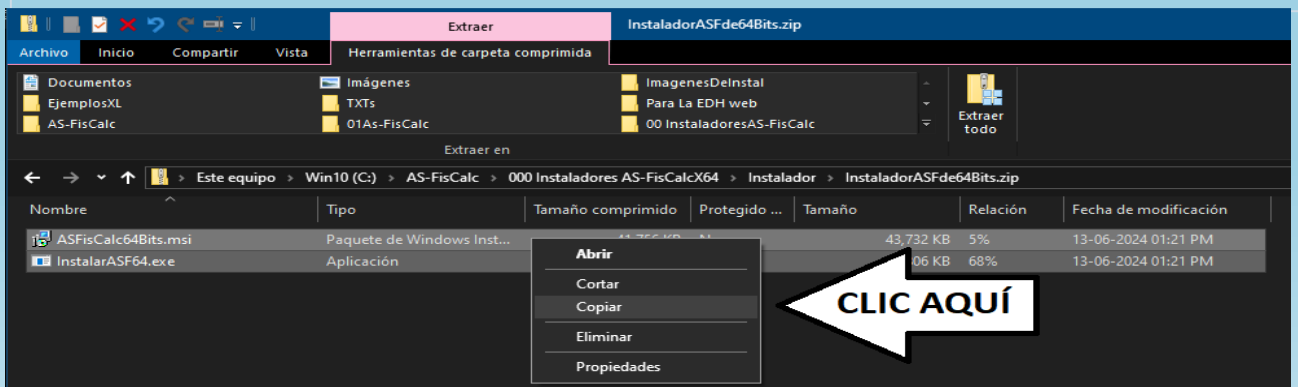 Extraer
InstaladorASFde64Bits.zip
Archivo Inicio Compartir Vista Herramientas de carpeta comprimida
Documentos Imágenes ImagenesDeInstal
EjemplosXL TXTs Para La EDH web
AS-FisCalc 01As-FisCalc 00 InstaladoresAS-FisCalc
Extraer
todo
Extraer en
Este equipo > Win10 (C:) > AS-FisCalc > 000 Instaladores AS-FisCalcX64 > Instalador > InstaladorASFde64Bits.zip
Nombre Tipo Tamaño comprimido Protegido ... Tamaño Relación Fecha de modificación
ASFisCalc64Bits.msi Paquete de Windows Inst... 43,732 KB 5% 13-06-2024 01:21 PM
InstalarASF64.exe Aplicación KB 68% 13-06-2024 01:21 PM
Abrir
Cortar
Copiar
Eliminar
Propiedades
CLIC AQUÍ